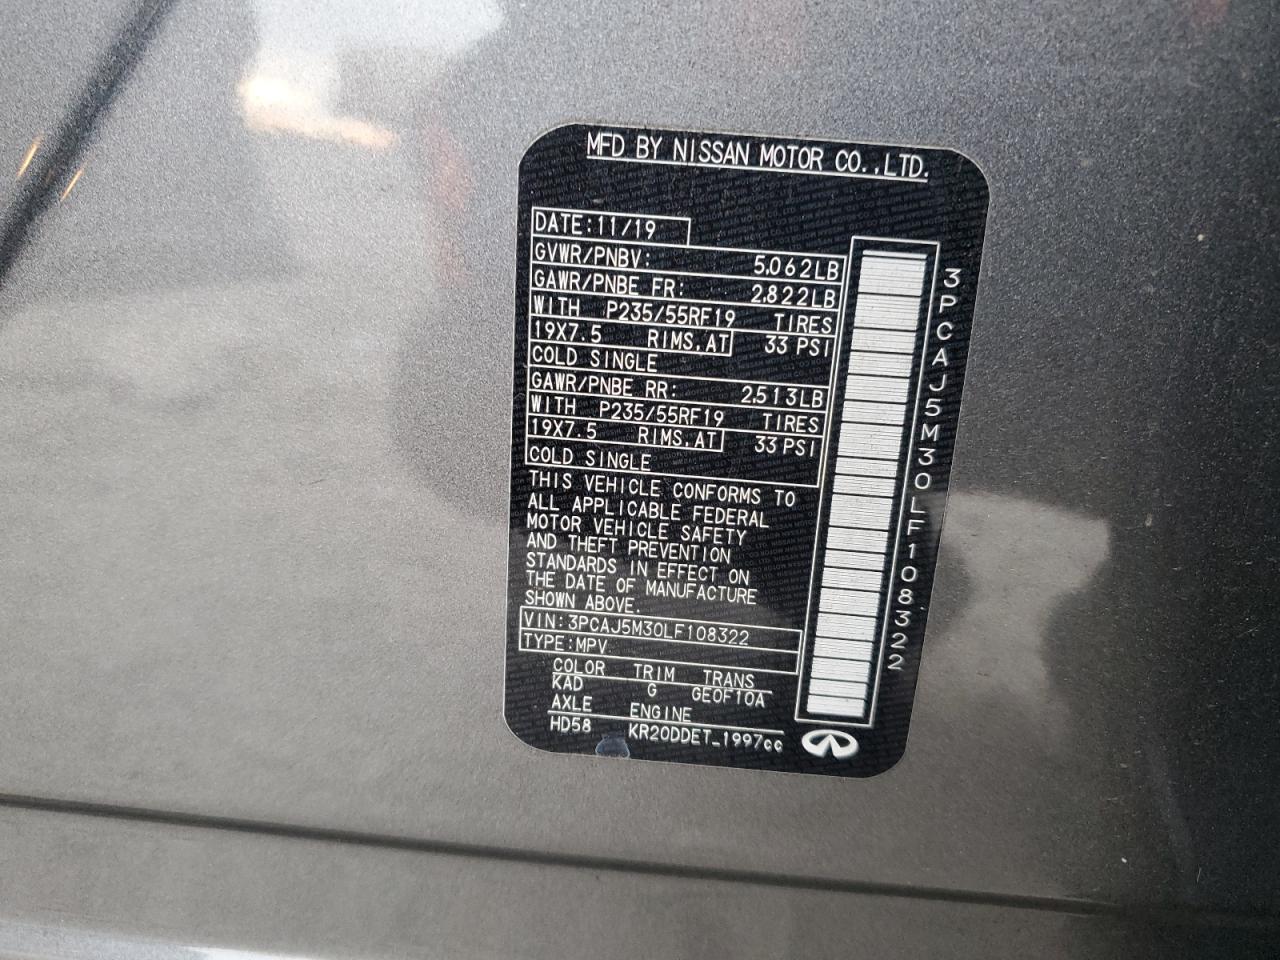 MFD BY NISSAN MOTOR CO.,LTD.
DATE:11/19
GVWR/PNBV: 5.062LB
GAWR/PNBE FR: 2.822LB
WITH P235/55RF19 TIRES
19X7.5 RIMS.AT 33 PSI
COLD SINGLE
GAWR/PNBE RR: 2.513LB
WITH P235/55RF19 TIRES
19X7.5 RIMS.AT 33 PSI
COLD SINGLE
THIS VEHICLE CONFORMS TO
ALL APPLICABLE FEDERAL
MOTOR VEHICLE SAFETY
AND THEFT PREVENTION
STANDARDS IN EFFECT ON
THE DATE OF MANUFACTURE
SHOWN ABOVE.
VIN:3PCAJ5M30LF108322
TYPE:MPV
COLOR TRIM TRANS
KAD G GE0F10A
AXLE ENGINE
HD58 KR20DDET_1997cc
3PCAJ5M30LF108322